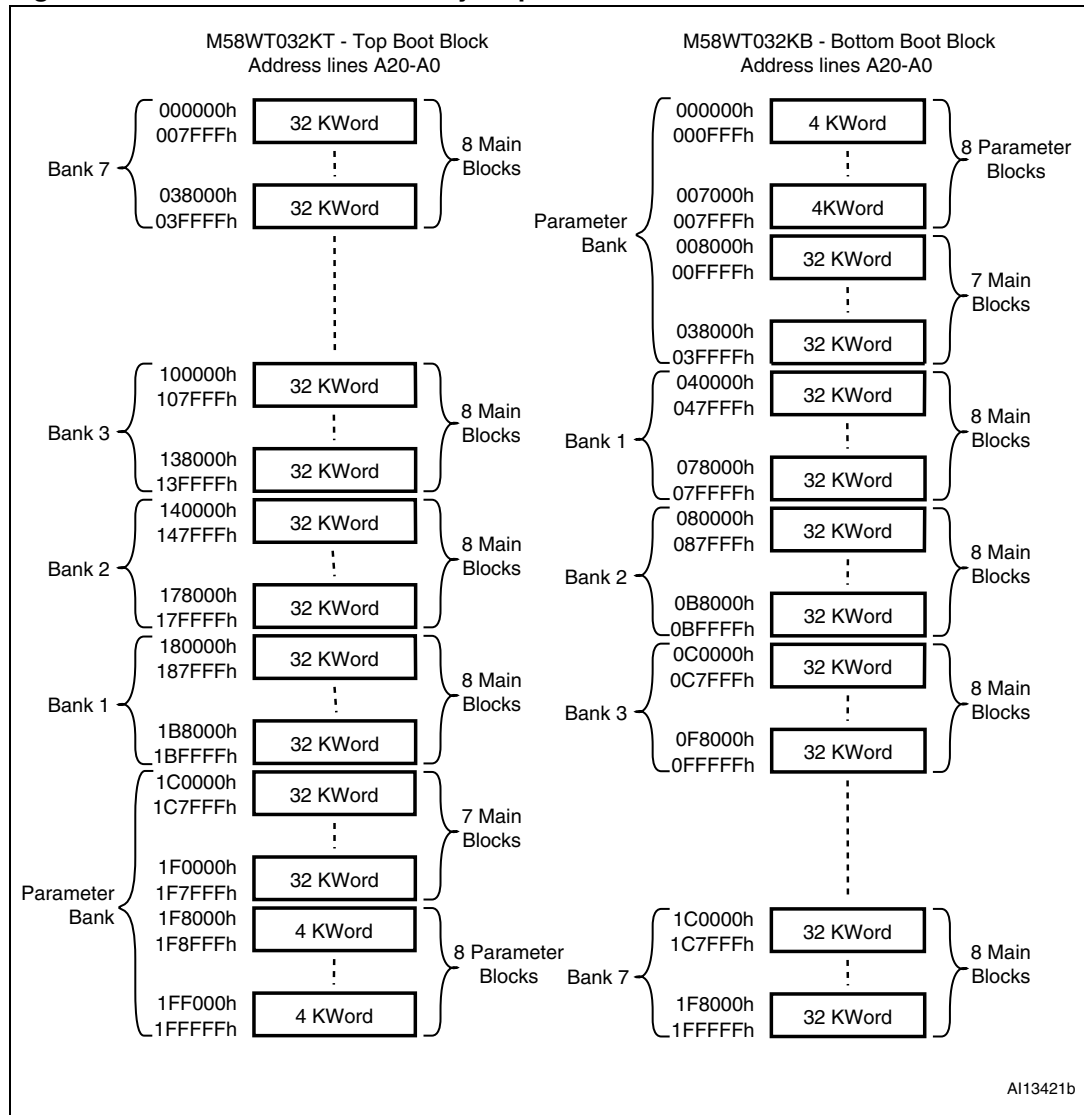 M58WT032KT - Top Boot Block
Address lines A20-A0
Bank 7
000000h
007FFFh
32 KWord
038000h
03FFFFh
32 KWord
8 Main
Blocks
Bank 3
100000h
107FFFh
32 KWord
138000h
13FFFFh
32 KWord
8 Main
Blocks
Bank 2
140000h
147FFFh
32 KWord
178000h
17FFFFh
32 KWord
8 Main
Blocks
Bank 1
180000h
187FFFh
32 KWord
1B8000h
1BFFFFh
32 KWord
8 Main
Blocks
Parameter
Bank
1C0000h
1C7FFFh
32 KWord
1F0000h
1F7FFFh
32 KWord
7 Main
Blocks
1F8000h
1F8FFFh
4 KWord
1FF000h
1FFFFFh
4 KWord
8 Parameter
Blocks
M58WT032KB - Bottom Boot Block
Address lines A20-A0
Parameter
Bank
000000h
000FFFh
4 KWord
007000h
007FFFh
4KWord
8 Parameter
Blocks
008000h
00FFFFh
32 KWord
038000h
03FFFFh
32 KWord
7 Main
Blocks
Bank 1
040000h
047FFFh
32 KWord
078000h
07FFFFh
32 KWord
8 Main
Blocks
Bank 2
080000h
087FFFh
32 KWord
0B8000h
0BFFFFh
32 KWord
8 Main
Blocks
Bank 3
0C0000h
0C7FFFh
32 KWord
0F8000h
0FFFFFh
32 KWord
8 Main
Blocks
Bank 7
1C0000h
1C7FFFh
32 KWord
1F8000h
1FFFFFh
32 KWord
8 Main
Blocks
AI13421b